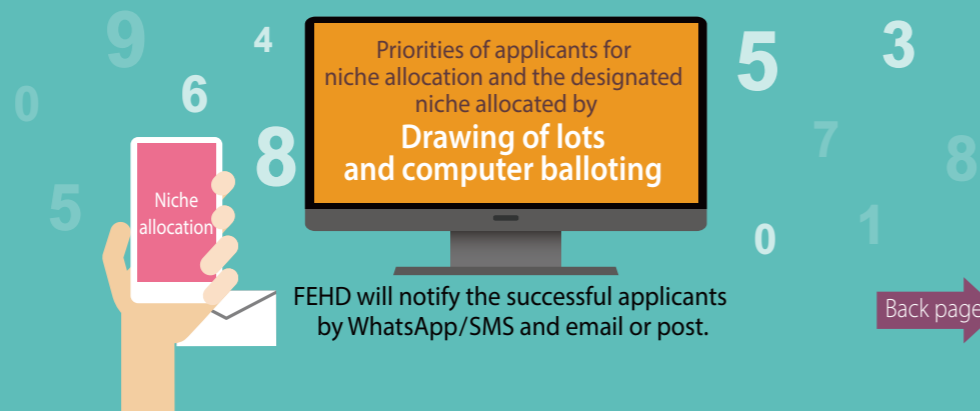 9
4
5
3
0
6
8
7
8
5
0
1
Priorities of applicants for
niche allocation and the designated
niche allocated by
Drawing of lots
and computer balloting
Niche
allocation
FEHD will notify the successful applicants
by WhatsApp/SMS and email or post.
Back page